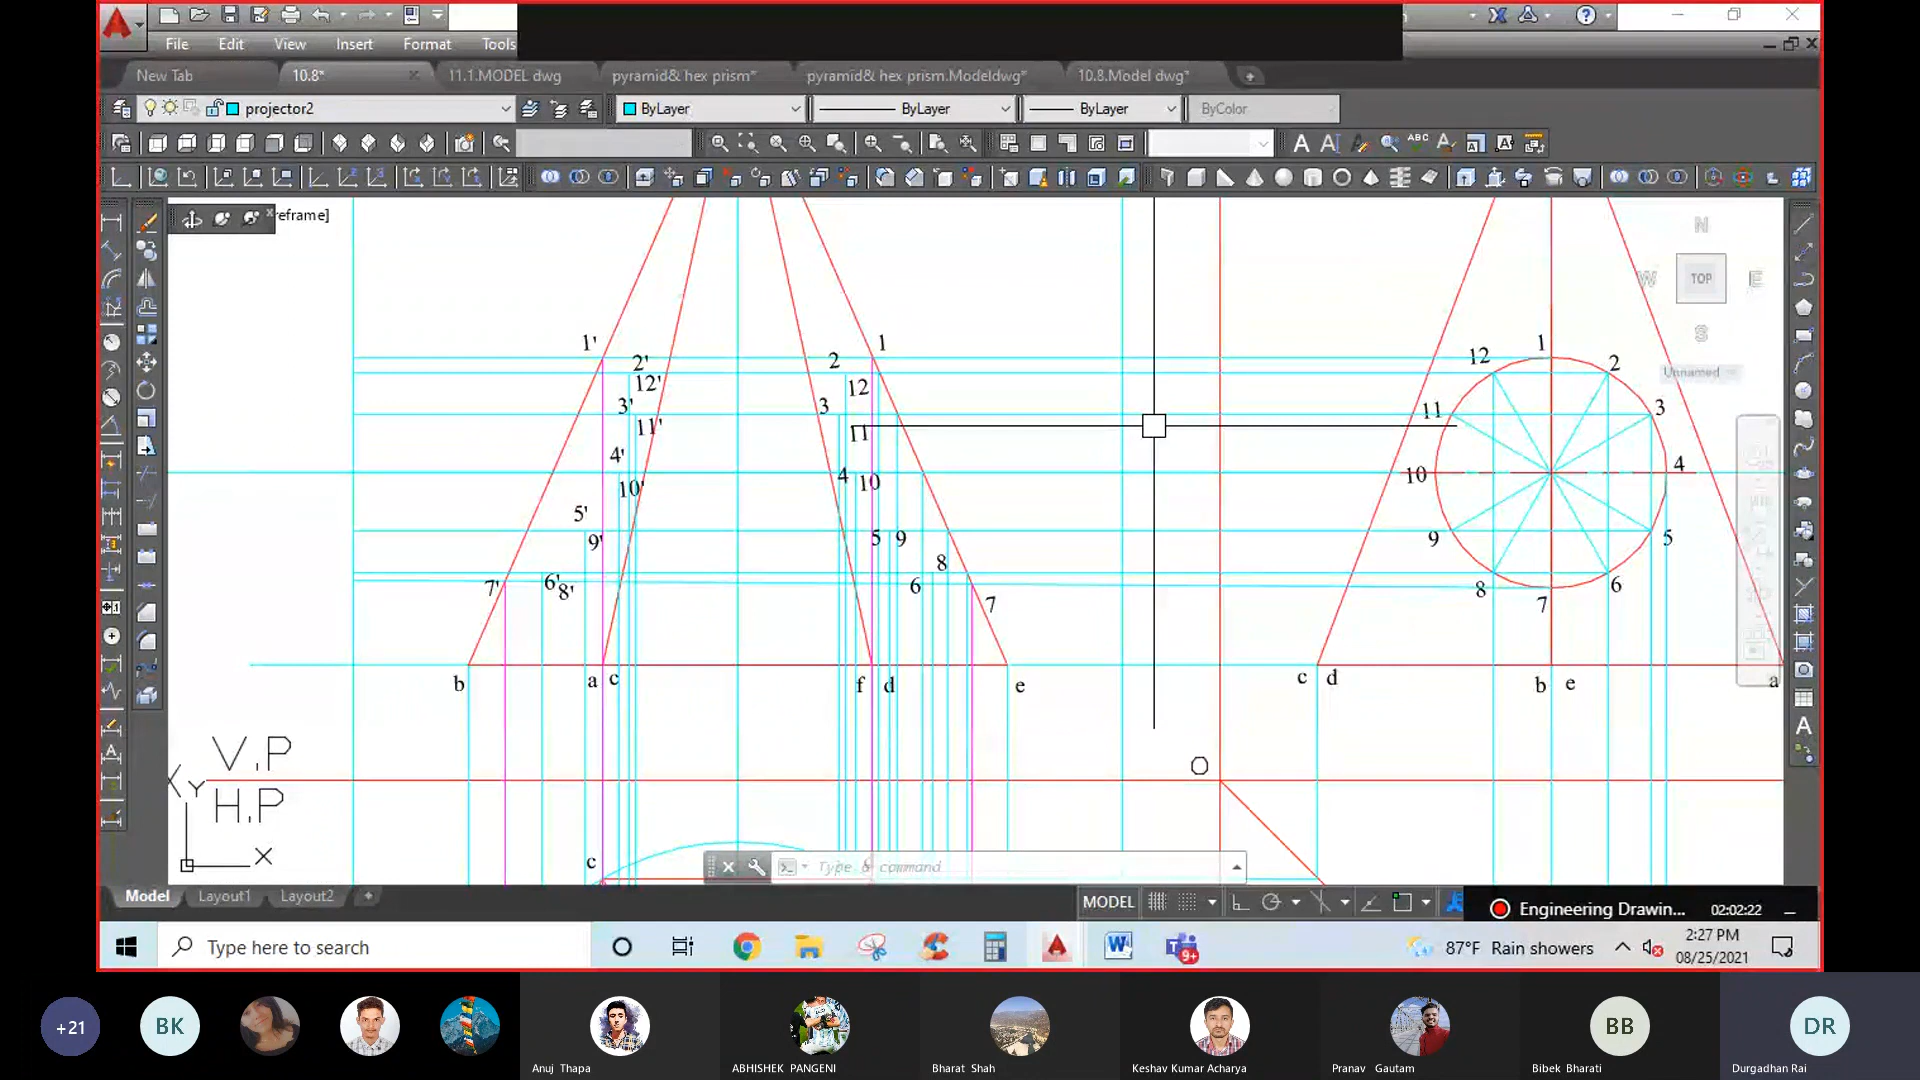 File Edit View Insert Format Tools
New Tab 10.8* 11.1.MODEL dwg pyramid& hex prism* pyramid& hex prism.Modeldwg* 10.8.Model dwg*
projector2 ByLayer ByLayer ByLayer ByColor
reframe]
N
W TOP E
S
Unnamed
1' 2 1 12 1 2
2'
12' 12
3' 3 11 3
11' 11
4' 4 10 10 4
10'
5' 5 9 9 5
9'
7' 6' 8' 6 8 7 8 7 6
b a c f d e c d b e a
V.P
X Y
H.P
O
X
c
Type a command
Model Layout1 Layout2 + MODEL
Engineering Drawin... 02:02:22
Type here to search
9+
87°F Rain showers
2:27 PM
08/25/2021
+21 BK BB DR
Anuj Thapa ABHISHEK PANGENI Bharat Shah Keshav Kumar Acharya Pranav Gautam Bibek Bharati Durgadhan Rai